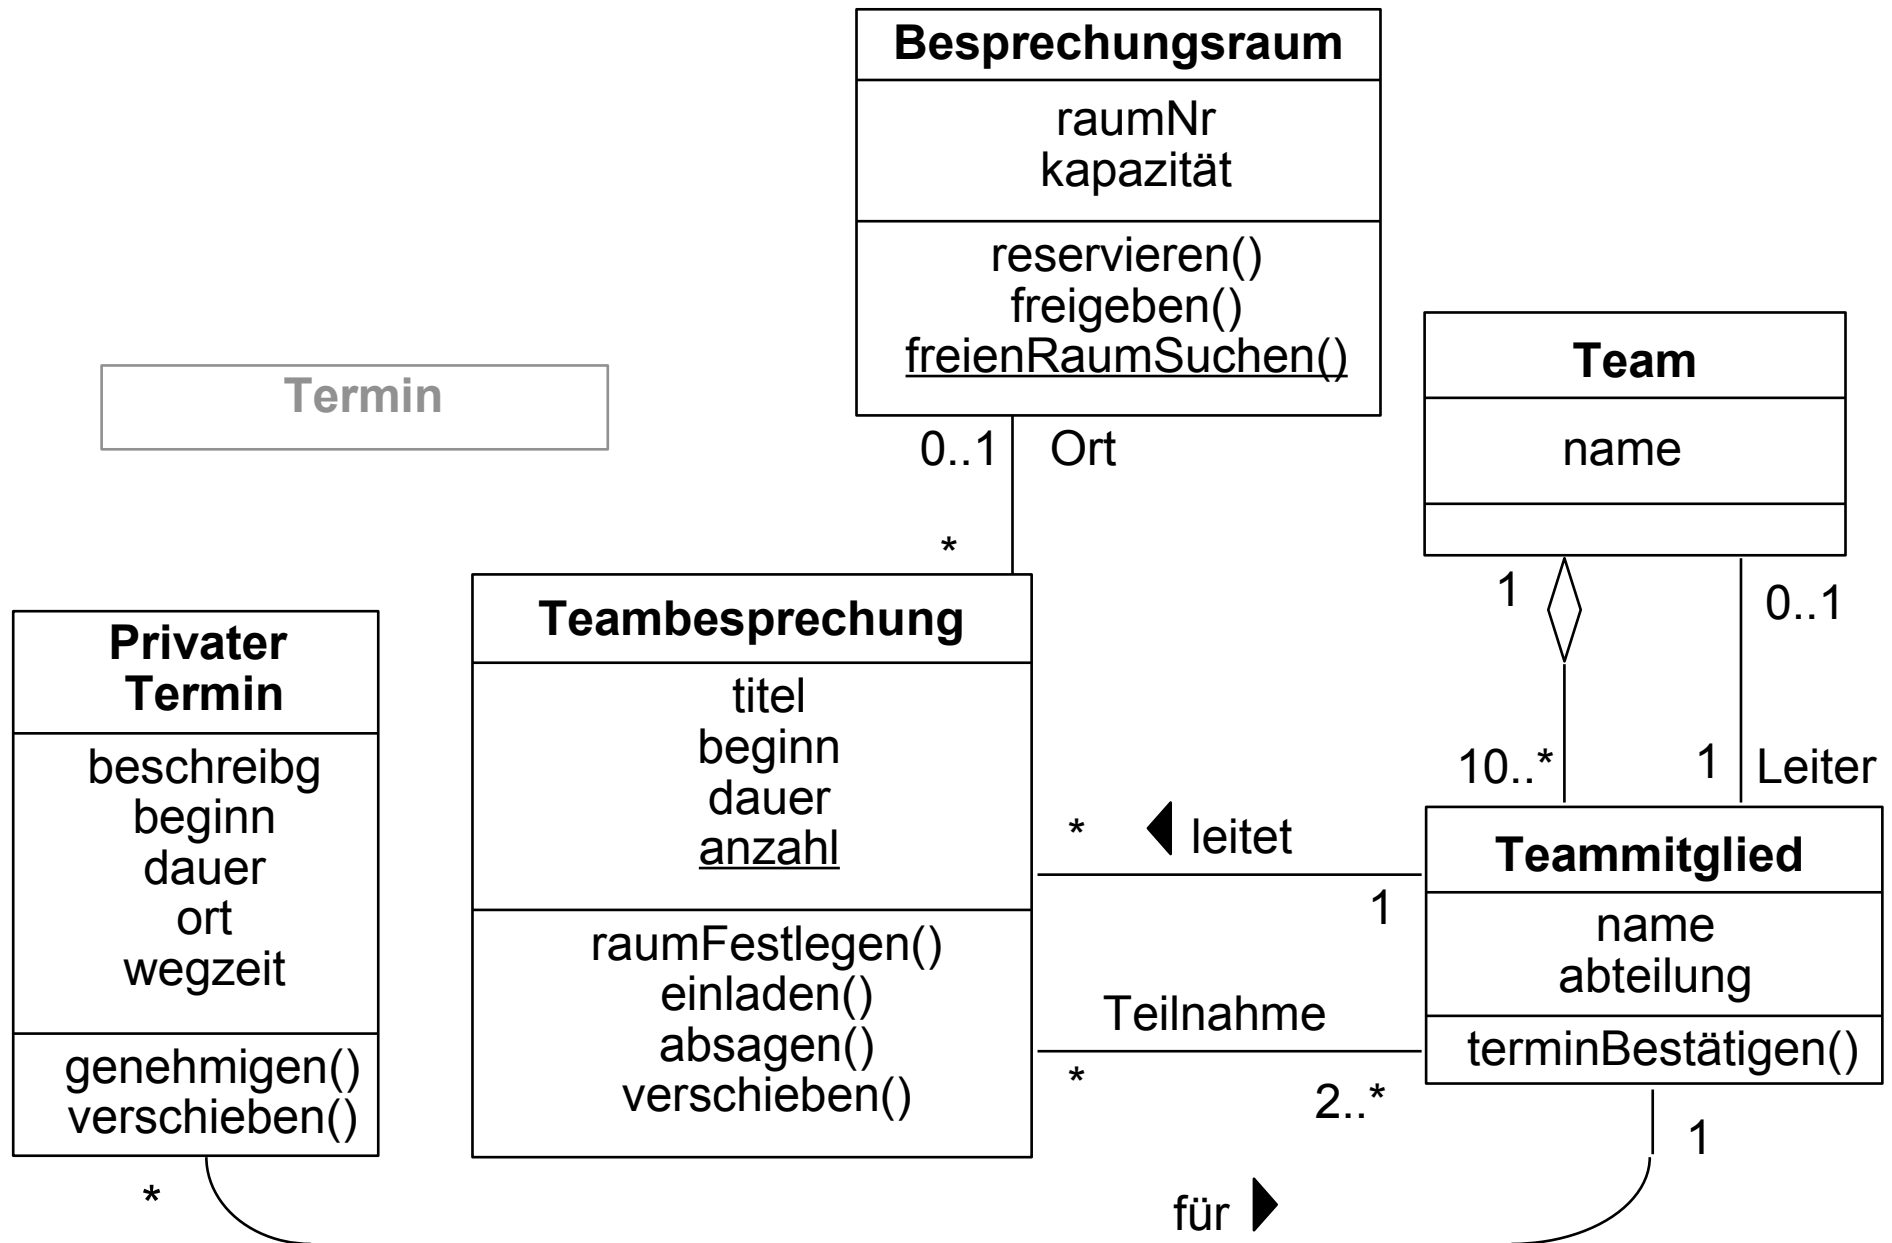 Besprechungsraum
raumNr
kapazität
reservieren()
freigeben()
freienRaumSuchen()
Team
name
Termin
0..1 Ort
*
1
0..1
Privater
Termin
beschreibg
beginn
dauer
ort
wegzeit
genehmigen()
verschieben()
Teambesprechung
titel
beginn
dauer
anzahl
raumFestlegen()
einladen()
absagen()
verschieben()
10..*
1 Leiter
* leitet
1
Teilnahme
*
2..*
Teammitglied
name
abteilung
terminBestätigen()
1
*
für